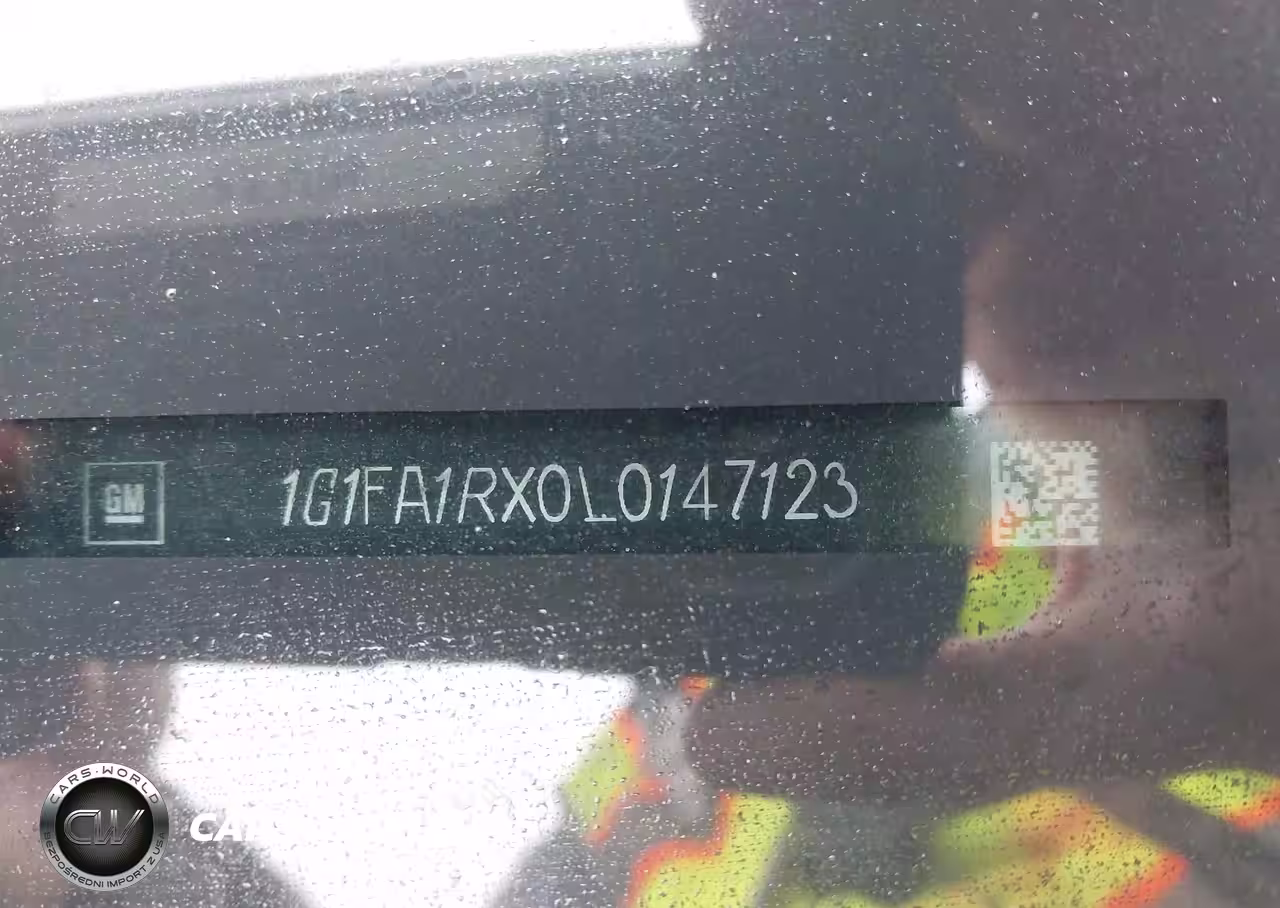 GM
1G1FA1RX0L0147123
CARS-WORLD
CW
BEZPOŚREDNI IMPORT Z USA